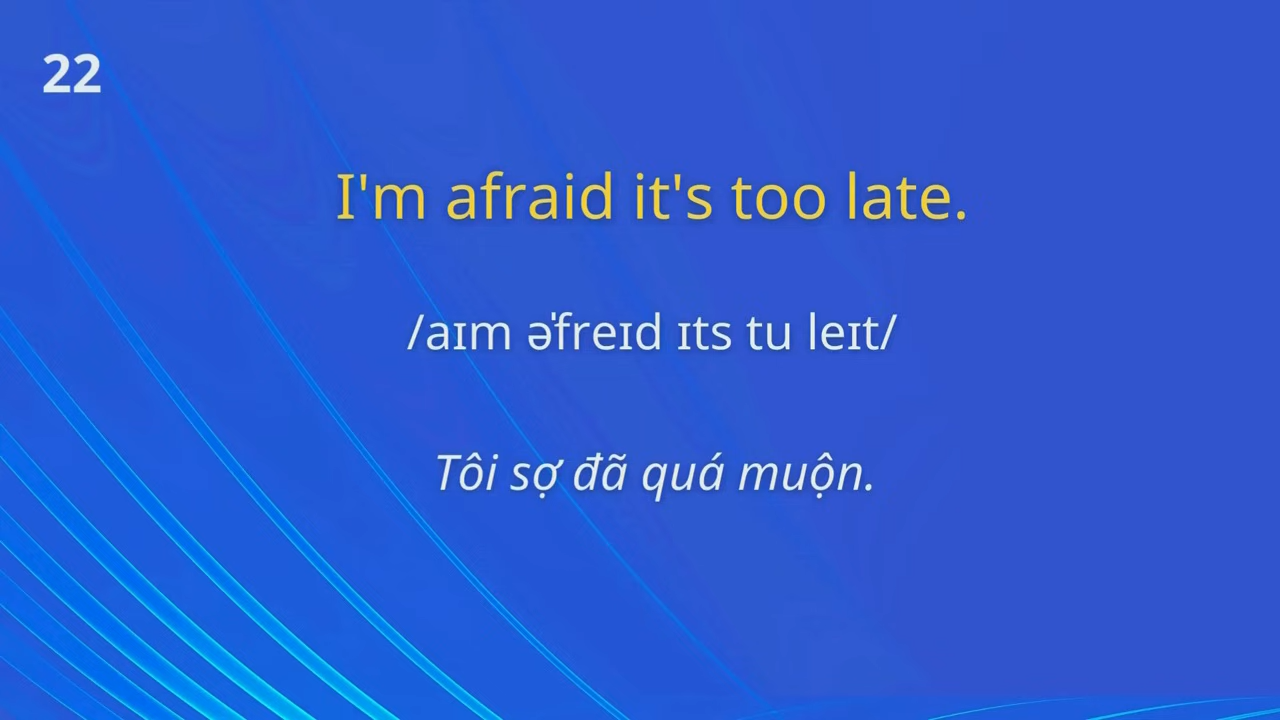 22
I'm afraid it's too late.
/aɪm əˈfreɪd ɪts tu leɪt/
Tôi sợ đã quá muộn.